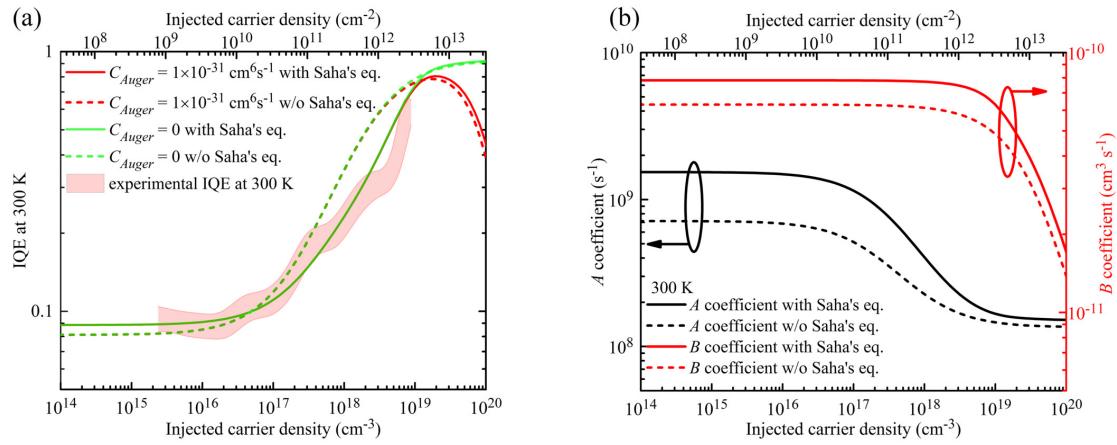 (a)
Injected carrier density (cm⁻²)
10⁸ 10⁹ 10¹⁰ 10¹¹ 10¹² 10¹³
1
0.1
IQE at 300 K
C_Auger = 1×10⁻³¹ cm⁶s⁻¹ with Saha's eq.
C_Auger = 1×10⁻³¹ cm⁶s⁻¹ w/o Saha's eq.
C_Auger = 0 with Saha's eq.
C_Auger = 0 w/o Saha's eq.
experimental IQE at 300 K
10¹⁴ 10¹⁵ 10¹⁶ 10¹⁷ 10¹⁸ 10¹⁹ 10²⁰
Injected carrier density (cm⁻³)
(b)
Injected carrier density (cm⁻²)
10⁸ 10⁹ 10¹⁰ 10¹¹ 10¹² 10¹³
10¹⁰
10⁹
10⁸
A coefficient (s⁻¹)
10⁻¹⁰
10⁻¹¹
B coefficient (cm³ s⁻¹)
300 K
A coefficient with Saha's eq.
A coefficient w/o Saha's eq.
B coefficient with Saha's eq.
B coefficient w/o Saha's eq.
10¹⁴ 10¹⁵ 10¹⁶ 10¹⁷ 10¹⁸ 10¹⁹ 10²⁰
Injected carrier density (cm⁻³)